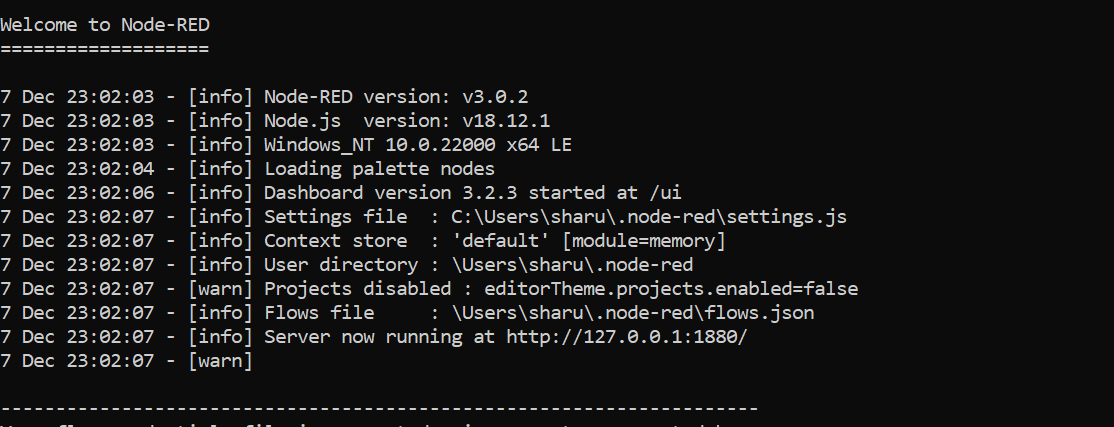 Welcome to Node-RED
===================
7 Dec 23:02:03 - [info] Node-RED version: v3.0.2
7 Dec 23:02:03 - [info] Node.js  version: v18.12.1
7 Dec 23:02:03 - [info] Windows_NT 10.0.22000 x64 LE
7 Dec 23:02:04 - [info] Loading palette nodes
7 Dec 23:02:06 - [info] Dashboard version 3.2.3 started at /ui
7 Dec 23:02:07 - [info] Settings file  : C:\Users\sharu\.node-red\settings.js
7 Dec 23:02:07 - [info] Context store  : 'default' [module=memory]
7 Dec 23:02:07 - [info] User directory : \Users\sharu\.node-red
7 Dec 23:02:07 - [warn] Projects disabled : editorTheme.projects.enabled=false
7 Dec 23:02:07 - [info] Flows file     : \Users\sharu\.node-red\flows.json
7 Dec 23:02:07 - [info] Server now running at http://127.0.0.1:1880/
7 Dec 23:02:07 - [warn]
---------------------------------------------------------------------